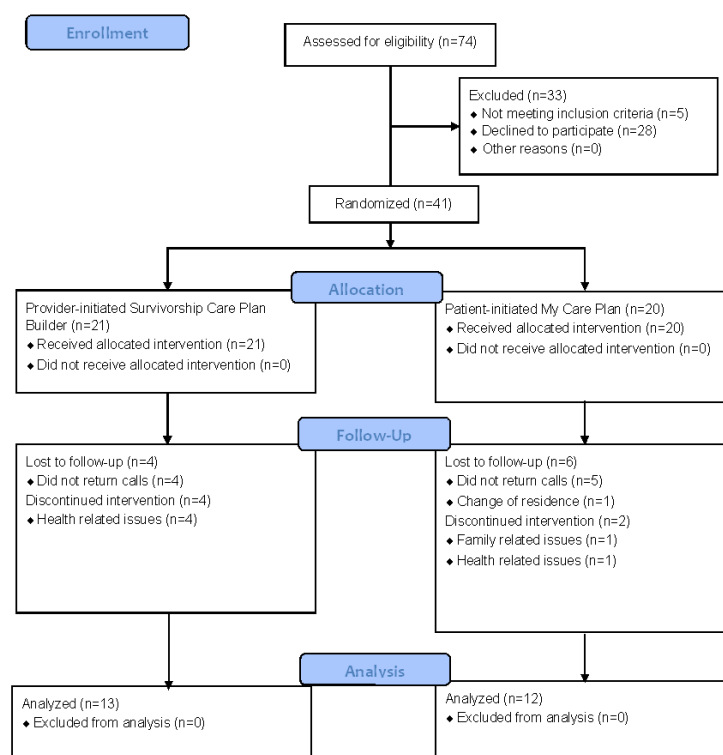 Enrollment
Assessed for eligibility (n=74)
Excluded (n=33)
◆ Not meeting inclusion criteria (n=5)
◆ Declined to participate (n=28)
◆ Other reasons (n=0)
Randomized (n=41)
Allocation
Provider-initiated Survivorship Care Plan
Builder (n=21)
◆ Received allocated intervention (n=21)
◆ Did not receive allocated intervention (n=0)
Patient-initiated My Care Plan (n=20)
◆ Received allocated intervention (n=20)
◆ Did not receive allocated intervention (n=0)
Follow-Up
Lost to follow-up (n=4)
◆ Did not return calls (n=4)
Discontinued intervention (n=4)
◆ Health related issues (n=4)
Lost to follow-up (n=6)
◆ Did not return calls (n=5)
◆ Change of residence (n=1)
Discontinued intervention (n=2)
◆ Family related issues (n=1)
◆ Health related issues (n=1)
Analysis
Analyzed (n=13)
◆ Excluded from analysis (n=0)
Analyzed (n=12)
◆ Excluded from analysis (n=0)